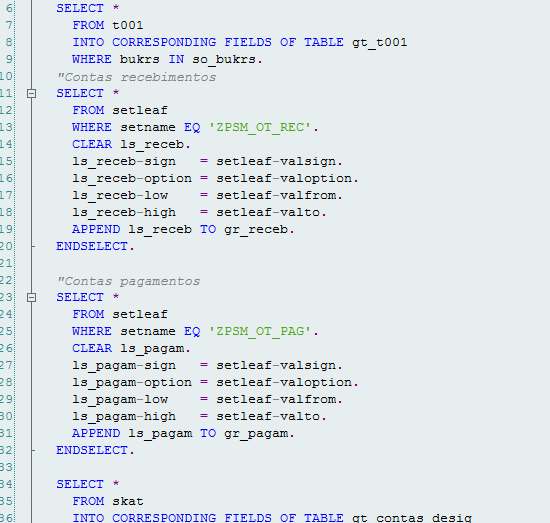 6 SELECT *
7 FROM t001
8 INTO CORRESPONDING FIELDS OF TABLE gt_t001
9 WHERE bukrs IN so_bukrs.
10 "Contas recebimentos
11 SELECT *
12 FROM setleaf
13 WHERE setname EQ 'ZPSM_OT_REC'.
14 CLEAR ls_receb.
15 ls_receb-sign = setleaf-valsign.
16 ls_receb-option = setleaf-valoption.
17 ls_receb-low = setleaf-valfrom.
18 ls_receb-high = setleaf-valto.
19 APPEND ls_receb TO gr_receb.
20 ENDSELECT.
21
22 "Contas pagamentos
23 SELECT *
24 FROM setleaf
25 WHERE setname EQ 'ZPSM_OT_PAG'.
26 CLEAR ls_pagam.
27 ls_pagam-sign = setleaf-valsign.
28 ls_pagam-option = setleaf-valoption.
29 ls_pagam-low = setleaf-valfrom.
30 ls_pagam-high = setleaf-valto.
31 APPEND ls_pagam TO gr_pagam.
32 ENDSELECT.
33
34 SELECT *
35 FROM skat
36 INTO CORRESPONDING FIELDS OF TABLE gt_contas_desig